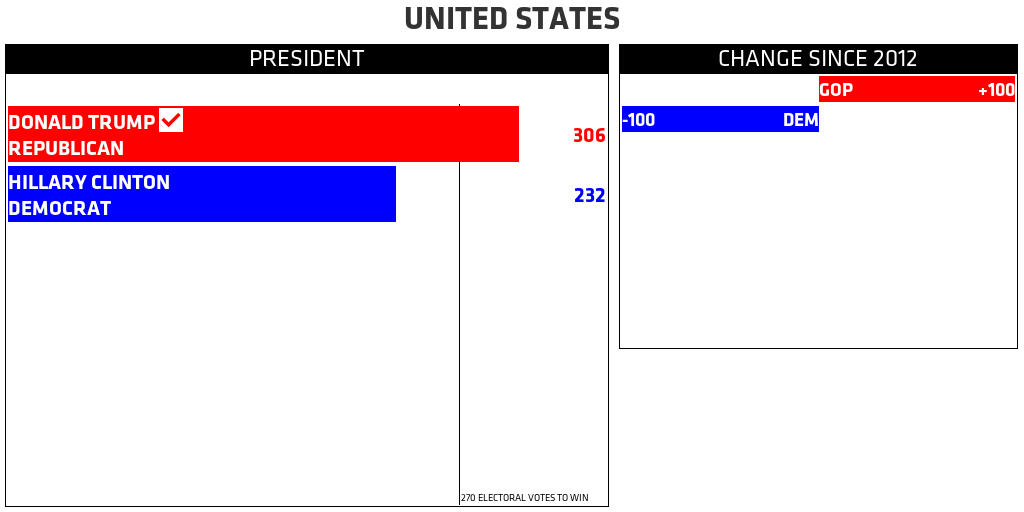 UNITED STATES
PRESIDENT
DONALD TRUMP
REPUBLICAN
306
HILLARY CLINTON
DEMOCRAT
232
270 ELECTORAL VOTES TO WIN
CHANGE SINCE 2012
GOP +100
-100 DEM